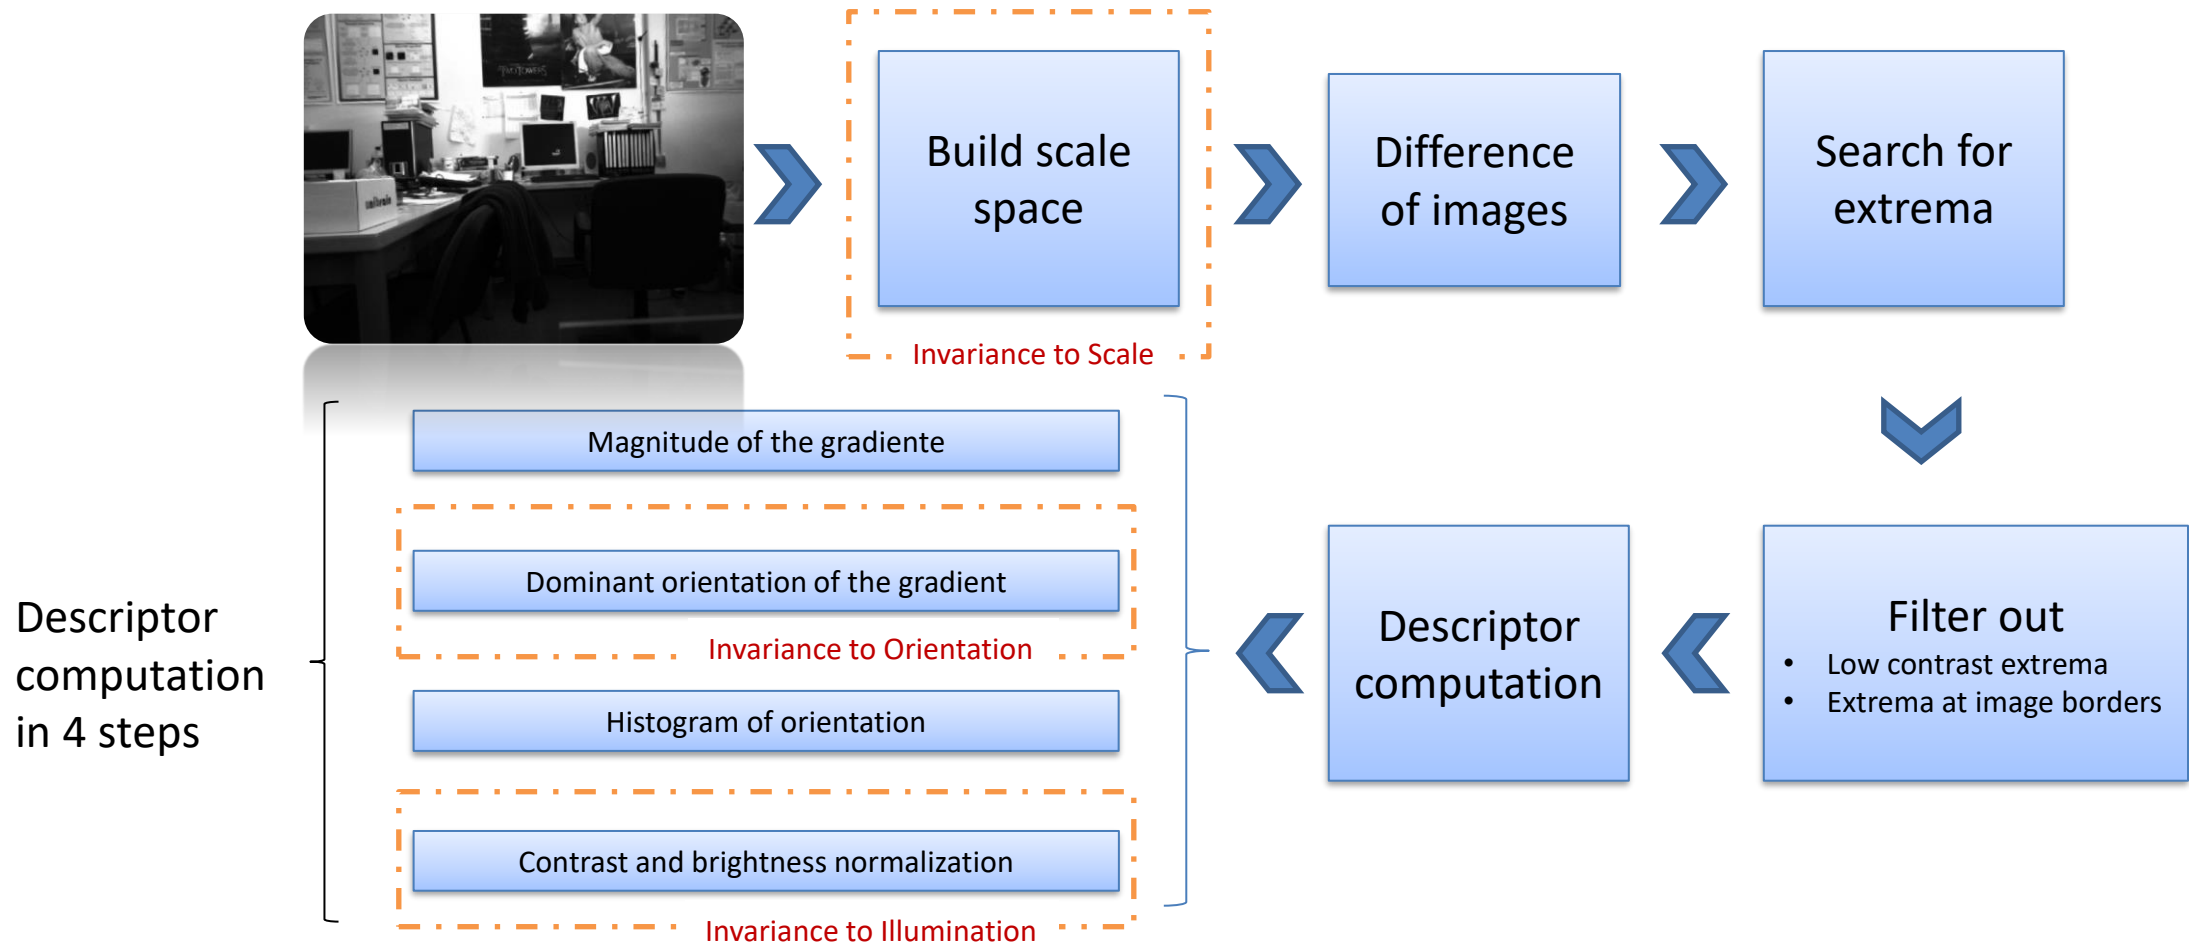 Build scale
space
Invariance to Scale
Difference
of images
Search for
extrema
Filter out
• Low contrast extrema
• Extrema at image borders
Descriptor
computation
Magnitude of the gradiente
Dominant orientation of the gradient
Invariance to Orientation
Histogram of orientation
Contrast and brightness normalization
Invariance to Illumination
Descriptor
computation
in 4 steps